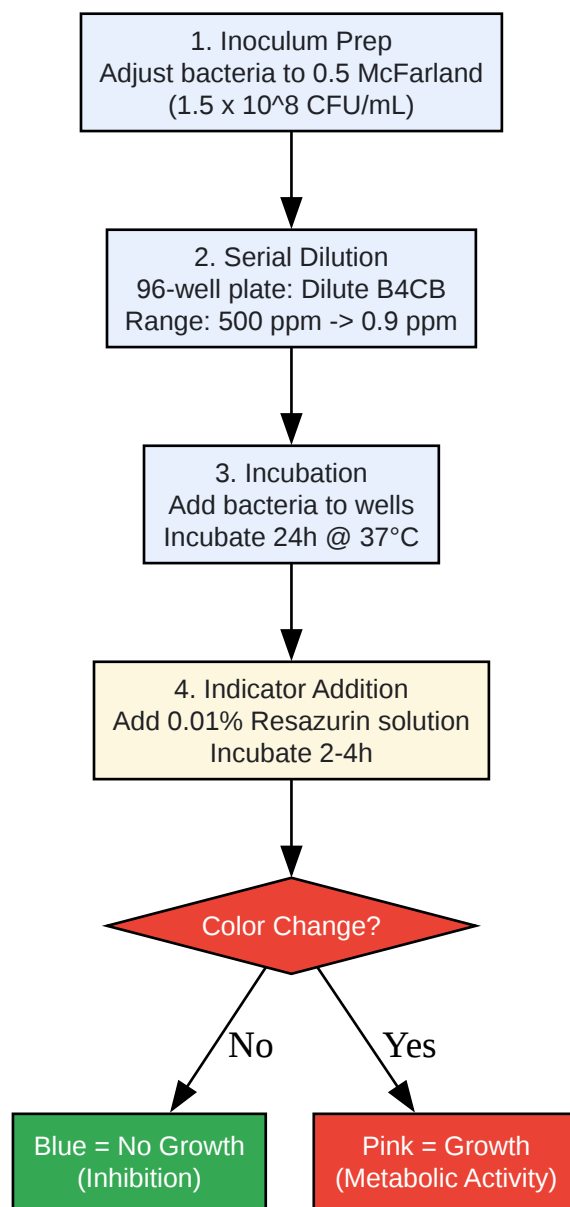 1. Inoculum Prep
Adjust bacteria to 0.5 McFarland
(1.5 x 10^8 CFU/mL)
2. Serial Dilution
96-well plate: Dilute B4CB
Range: 500 ppm -> 0.9 ppm
3. Incubation
Add bacteria to wells
Incubate 24h @ 37°C
4. Indicator Addition
Add 0.01% Resazurin solution
Incubate 2-4h
Color Change?
No
Yes
Blue = No Growth
(Inhibition)
Pink = Growth
(Metabolic Activity)